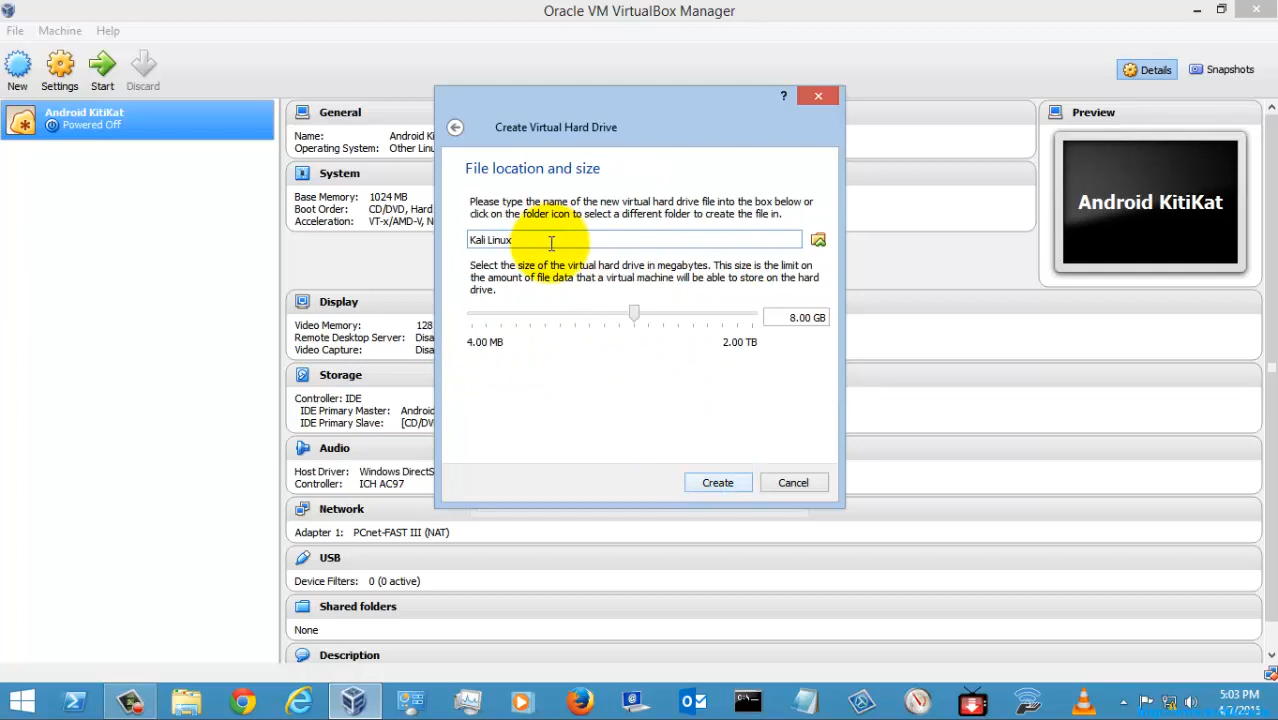 Oracle VM VirtualBox Manager
File Machine Help
New Settings Start Discard
Details Snapshots
Android KitiKat
Powered Off
General
Name: Android K
Operating System: Other Linu
System
Base Memory: 1024 MB
Boot Order: CD/DVD, Hard
Acceleration: VT-x/AMD-V, N
Display
Video Memory: 128
Remote Desktop Server: Disa
Video Capture: Disa
Storage
Controller: IDE
IDE Primary Master: Android
IDE Primary Slave: [CD/DV
Audio
Host Driver: Windows DirectS
Controller: ICH AC97
Network
Adapter 1: PCnet-FAST III (NAT)
USB
Device Filters: 0 (0 active)
Shared folders
None
Description
Preview
Android KitiKat
?
Create Virtual Hard Drive
File location and size
Please type the name of the new virtual hard drive file into the box below or
click on the folder icon to select a different folder to create the file in.
Kali Linux
Select the size of the virtual hard drive in megabytes. This size is the limit on
the amount of file data that a virtual machine will be able to store on the hard
drive.
8.00 GB
4.00 MB 2.00 TB
Create Cancel
5:03 PM